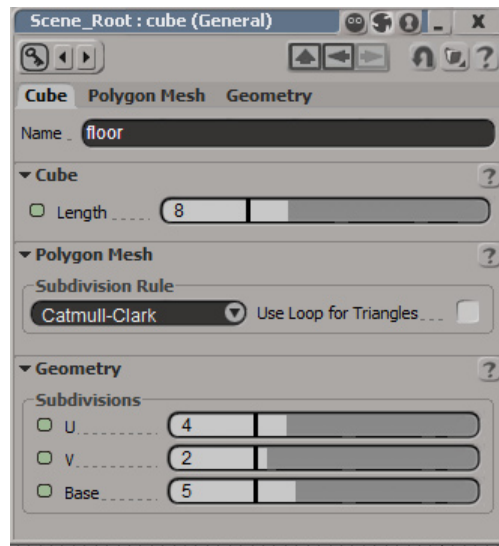 Scene_Root : cube (General)
Cube Polygon Mesh Geometry
Name floor
Cube ?
Length 8
Polygon Mesh ?
Subdivision Rule
Catmull-Clark Use Loop for Triangles
Geometry ?
Subdivisions
U 4
V 2
Base 5